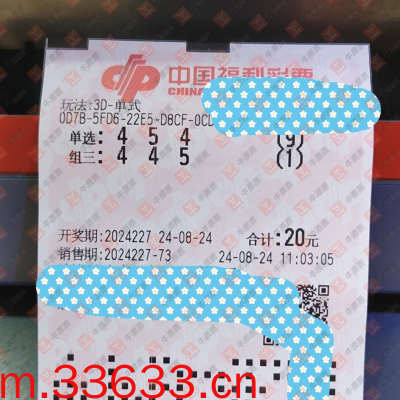 中国福利彩票
CHINA
玩法:3D-单式
0D7B-5FD6-22E5-D8CF-0C
单选: 4 5 4 (9)
组三: 4 4 5 (1)
开奖期:2024227 24-08-24 合计:20元
销售期:2024227-73 24-08-24 11:03:05
m.33633.cn